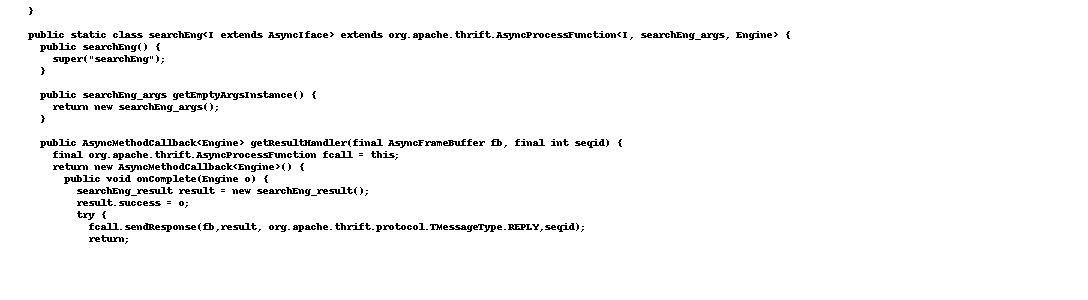 }
public static class searchEng<I extends AsyncIface> extends org.apache.thrift.AsyncProcessFunction<I, searchEng_args, Engine> {
public searchEng() {
super("searchEng");
}
public searchEng_args getEmptyArgsInstance() {
return new searchEng_args();
}
public AsyncMethodCallback<Engine> getResultHandler(final AsyncFrameBuffer fb, final int seqid) {
final org.apache.thrift.AsyncProcessFunction fcall = this;
return new AsyncMethodCallback<Engine>() {
public void onComplete(Engine o) {
searchEng_result result = new searchEng_result();
result.success = o;
try {
fcall.sendResponse(fb,result, org.apache.thrift.protocol.TMessageType.REPLY,seqid);
return;